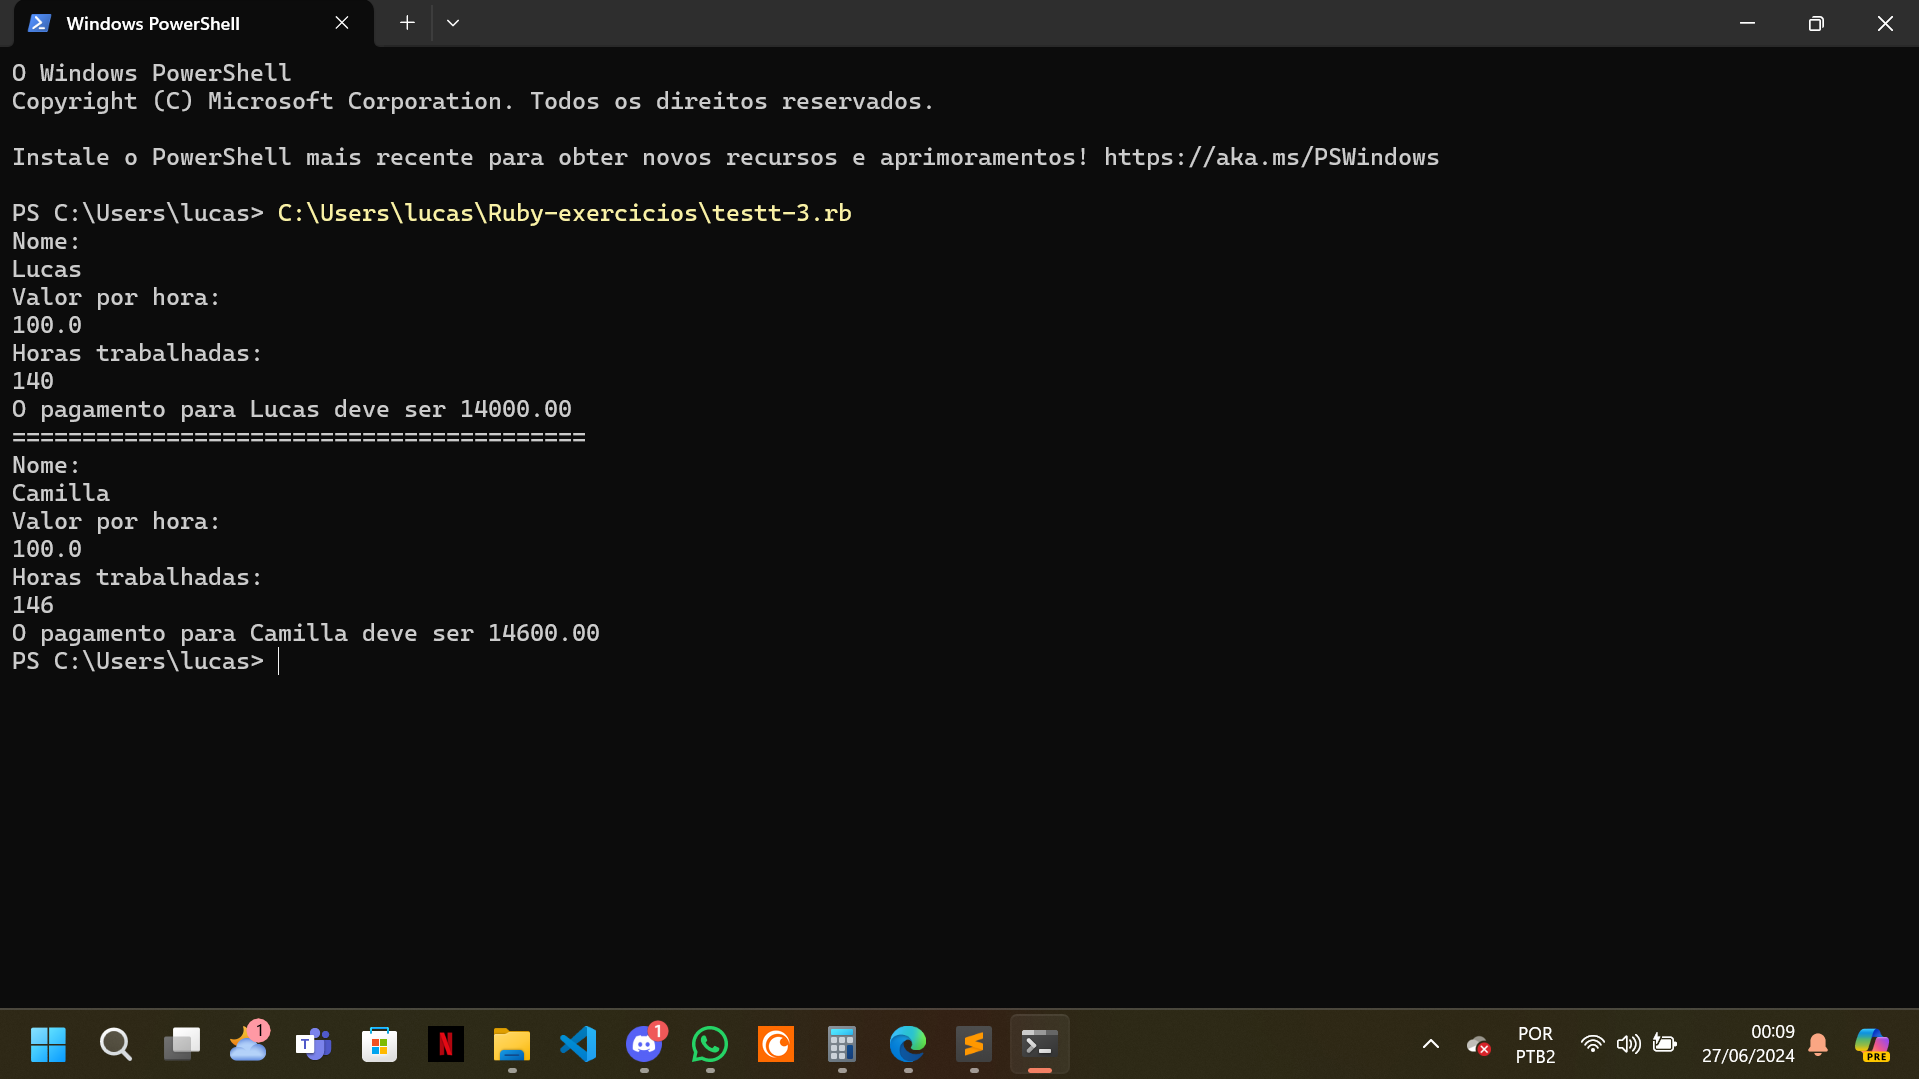 Windows PowerShell
O Windows PowerShell
Copyright (C) Microsoft Corporation. Todos os direitos reservados.
Instale o PowerShell mais recente para obter novos recursos e aprimoramentos! https://aka.ms/PSWindows
PS C:\Users\lucas> C:\Users\lucas\Ruby-exercicios\testt-3.rb
Nome:
Lucas
Valor por hora:
100.0
Horas trabalhadas:
140
O pagamento para Lucas deve ser 14000.00
=========================================
Nome:
Camilla
Valor por hora:
100.0
Horas trabalhadas:
146
O pagamento para Camilla deve ser 14600.00
PS C:\Users\lucas>
1
T
N
1
POR
PTB2
00:09
27/06/2024
PRE